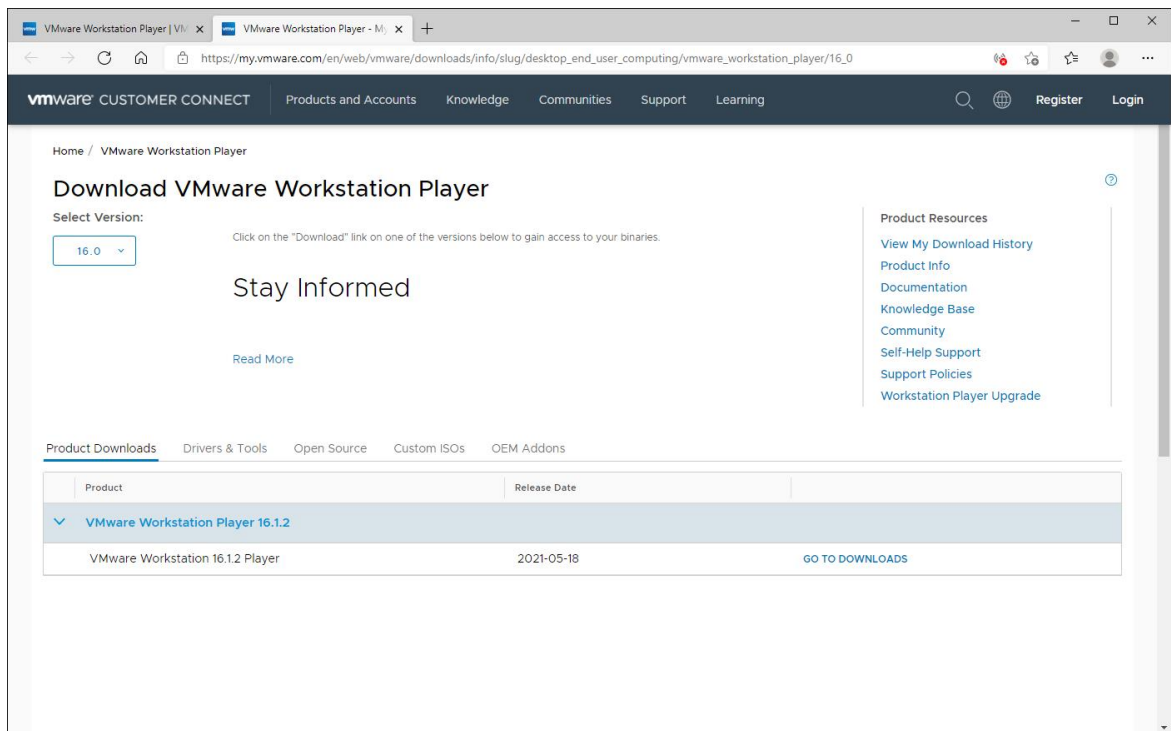 VMware Workstation Player | VM
VMware Workstation Player - My
https://my.vmware.com/en/web/vmware/downloads/info/slug/desktop_end_user_computing/vmware_workstation_player/16_0
vmware® CUSTOMER CONNECT Products and Accounts Knowledge Communities Support Learning Register Login
Home / VMware Workstation Player
Download VMware Workstation Player
Select Version:
16.0
Click on the "Download" link on one of the versions below to gain access to your binaries.
Stay Informed
Read More
Product Resources
View My Download History
Product Info
Documentation
Knowledge Base
Community
Self-Help Support
Support Policies
Workstation Player Upgrade
Product Downloads Drivers & Tools Open Source Custom ISOs OEM Addons
Product Release Date
VMware Workstation Player 16.1.2
VMware Workstation 16.1.2 Player 2021-05-18 GO TO DOWNLOADS